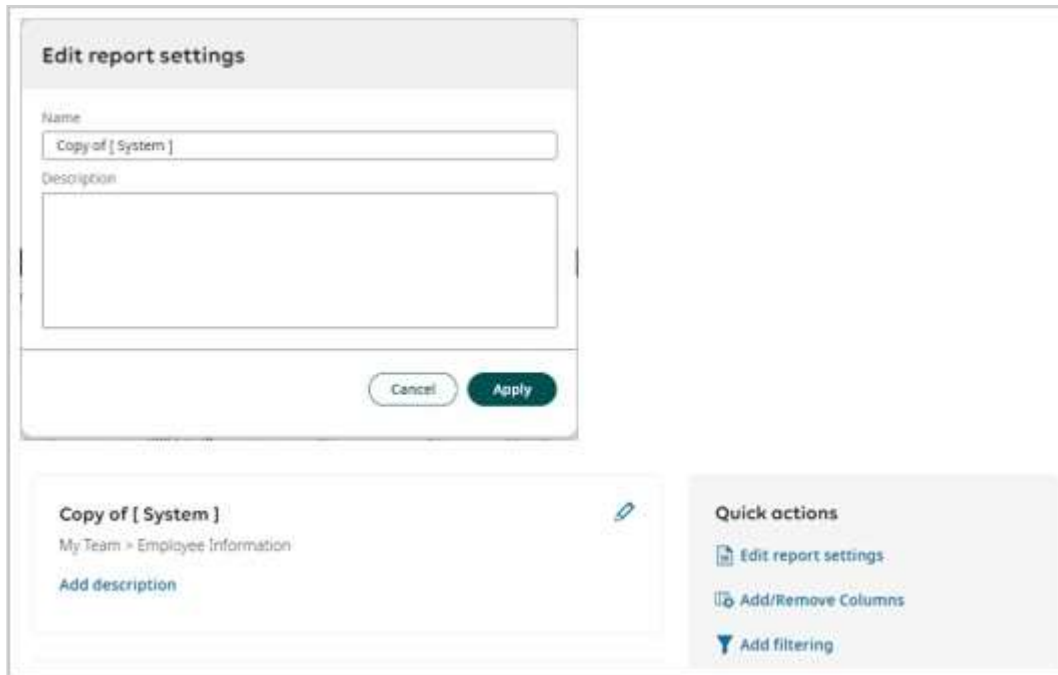 Edit report settings
Name
Copy of [ System ]
Description
Cancel
Apply
Copy of [ System ]
My Team > Employee Information
Add description
Quick actions
Edit report settings
Add/Remove Columns
Add filtering